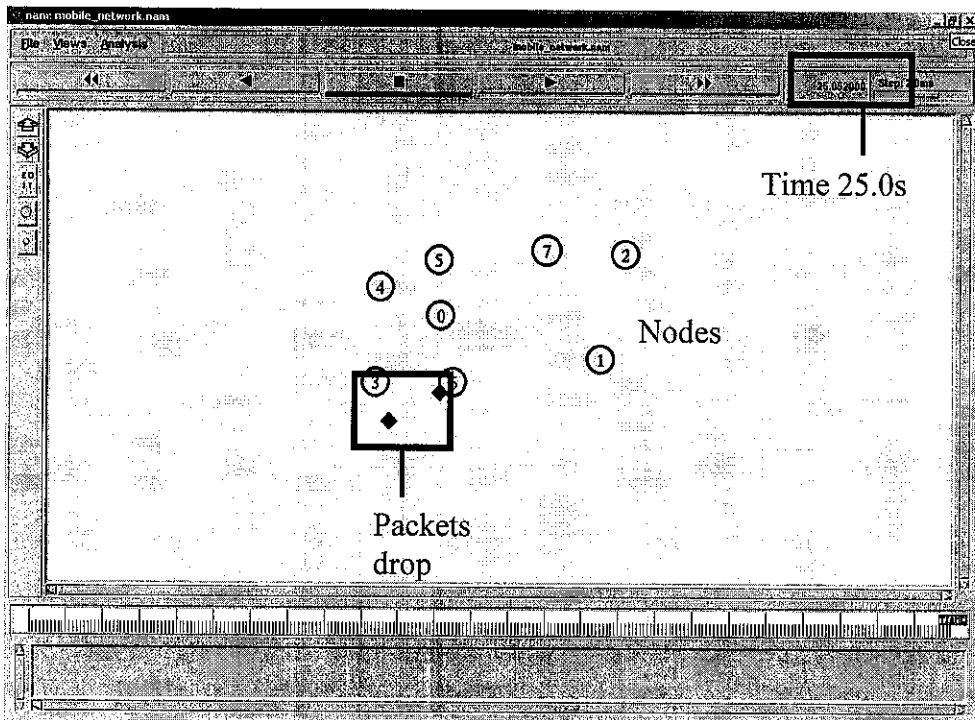 nam: mobile_network.nam
File Views Analysis
mobile_network.nam
Close
Step:
Time 25.0s
5
7
2
4
0
Nodes
1
3
6
Packets
drop